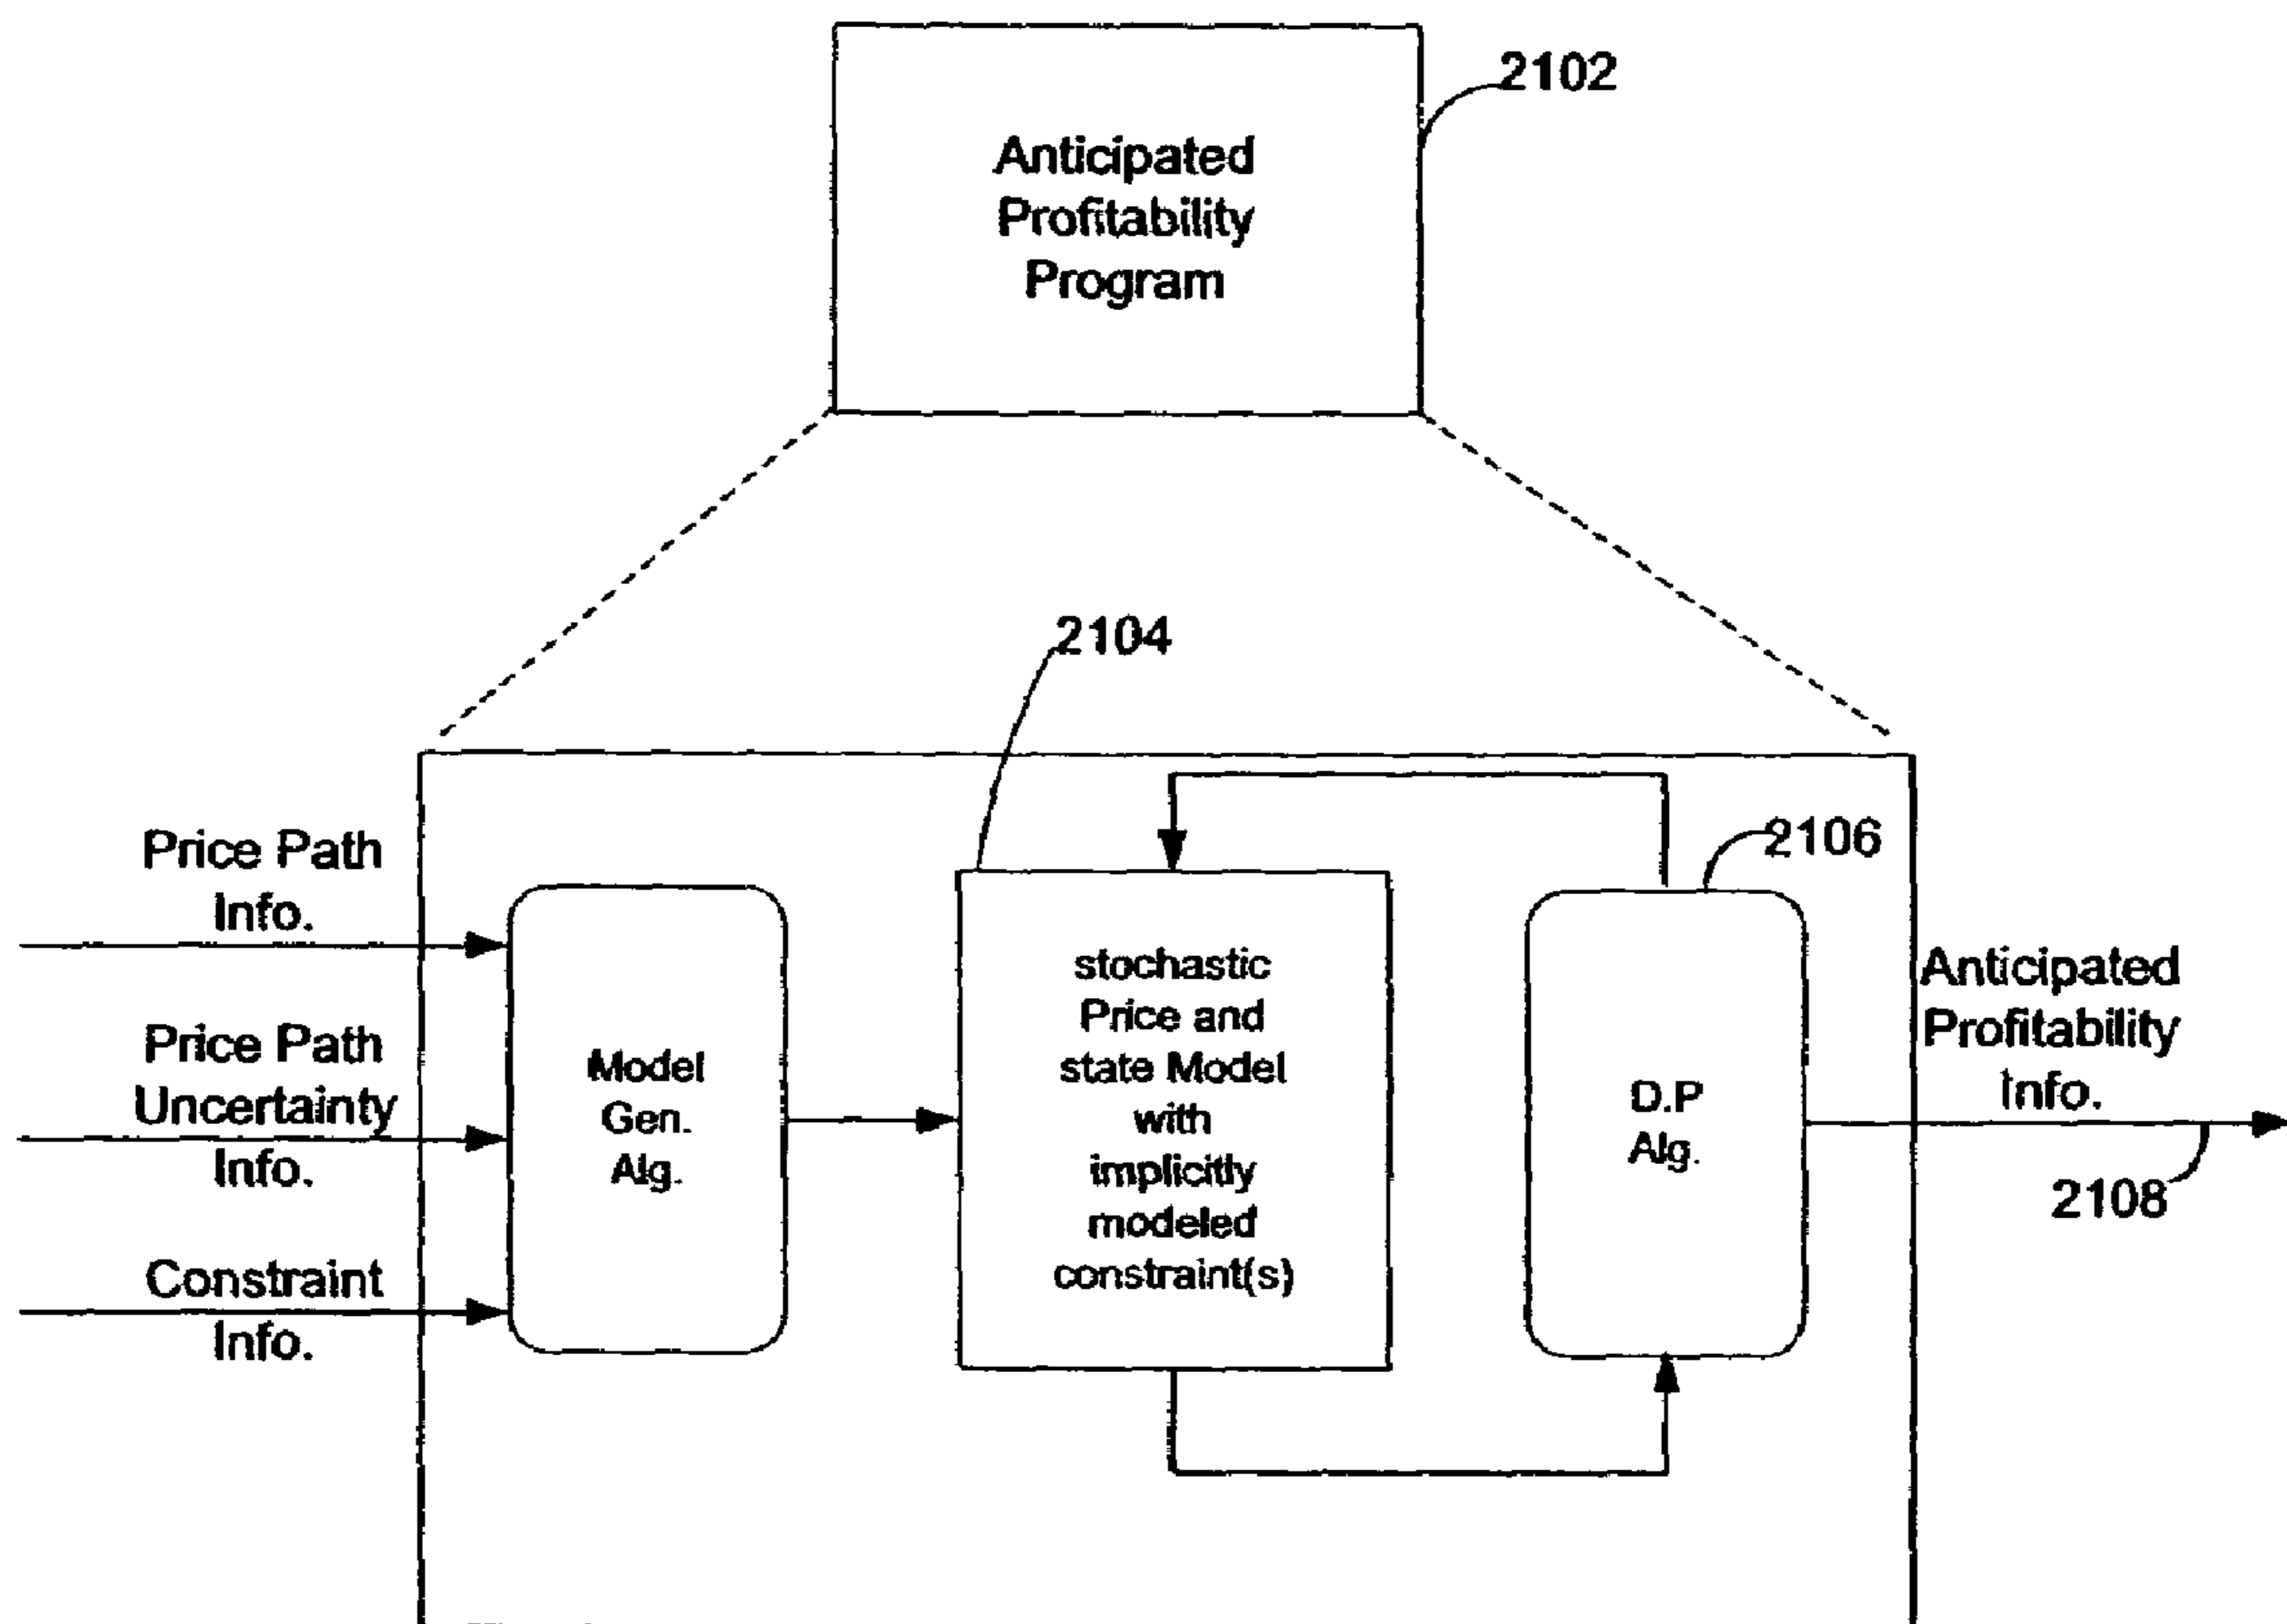 2102
Anticipated
Profitability
Program
2104
2106
Price Path
Info.
Price Path
Uncertainty
Info.
Constraint
Info.
Model
Gen.
Alg.
stochastic
Price and
state Model
with
implicitly
modeled
constraint(s)
D.P
Alg.
Anticipated
Profitability
Info.
2108